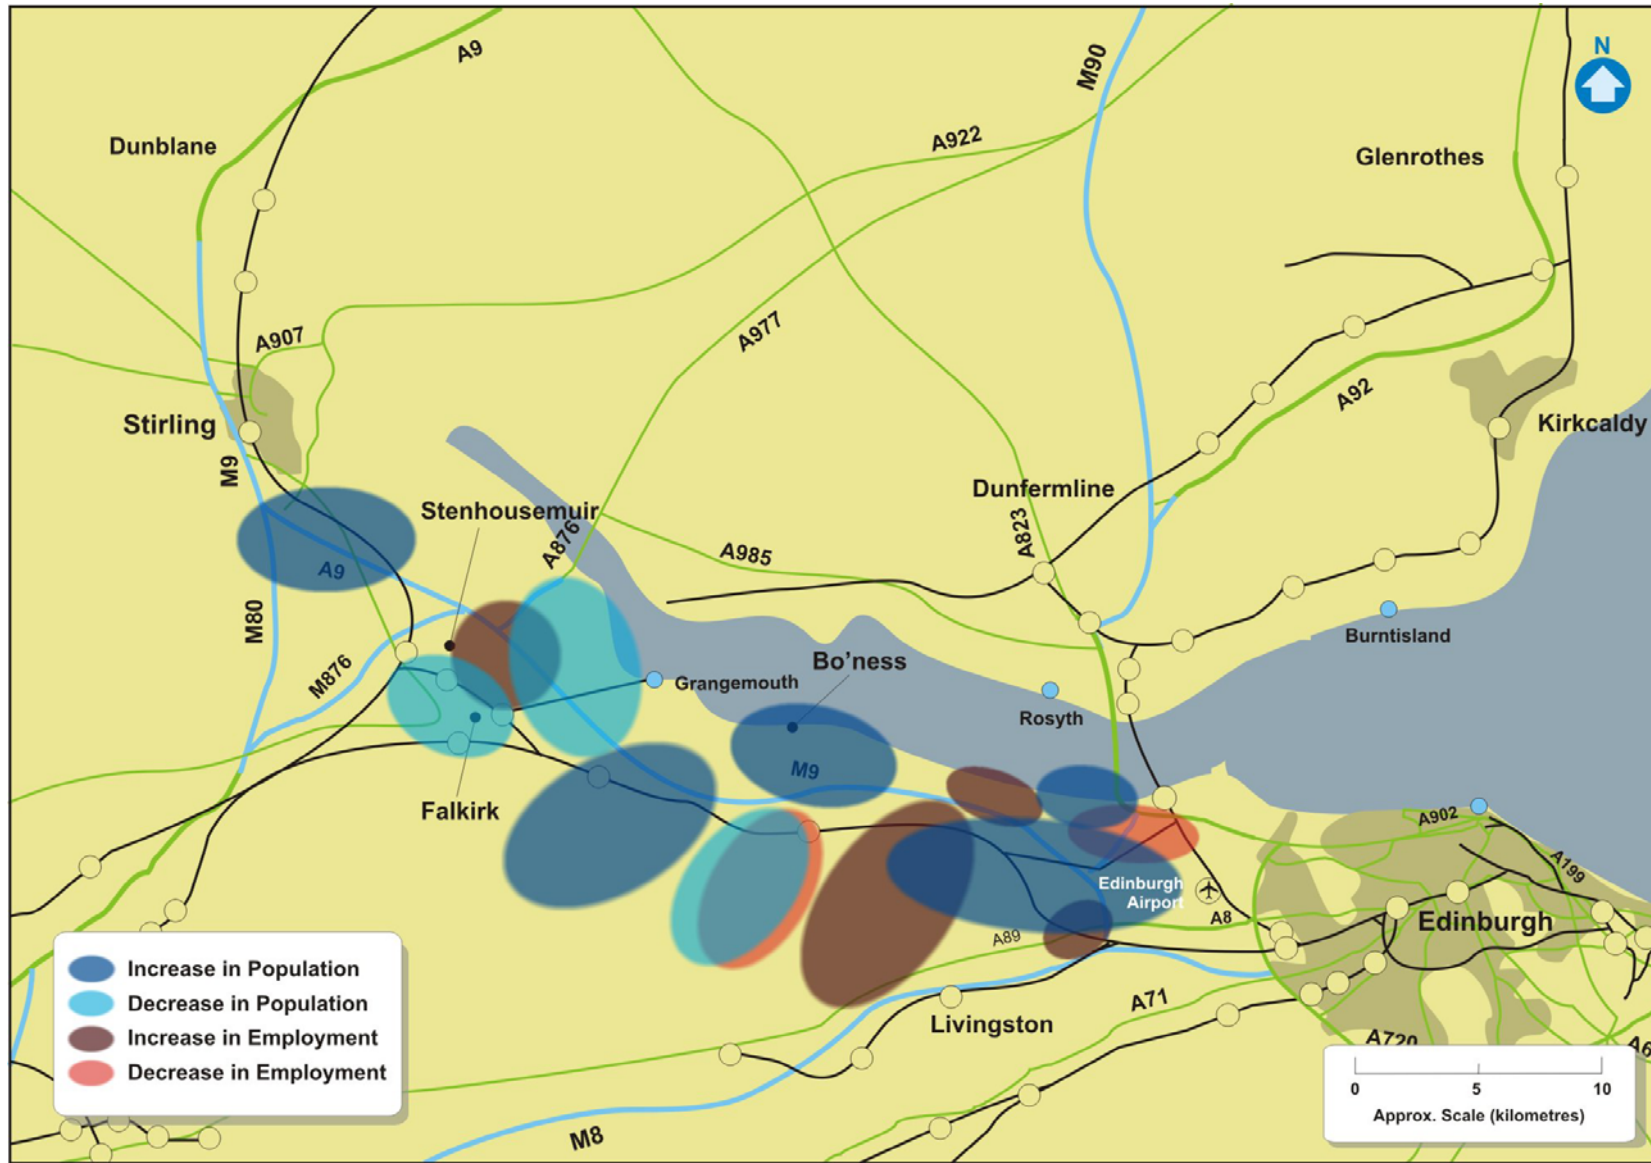 A9
M90
N
Dunblane
A922
Glenrothes
A907
A977
A92
Stirling
Kirkcaldy
M9
Stenhousemuir
Dunfermline
A876
A823
A985
A9
M80
Burntisland
M876
Bo'ness
Grangemouth
Rosyth
M9
Falkirk
A902
A199
Edinburgh
Airport
A8
Edinburgh
A89
Increase in Population
Decrease in Population
Increase in Employment
Decrease in Employment
A71
Livingston
A720
0 5 10
Approx. Scale (kilometres)
M8